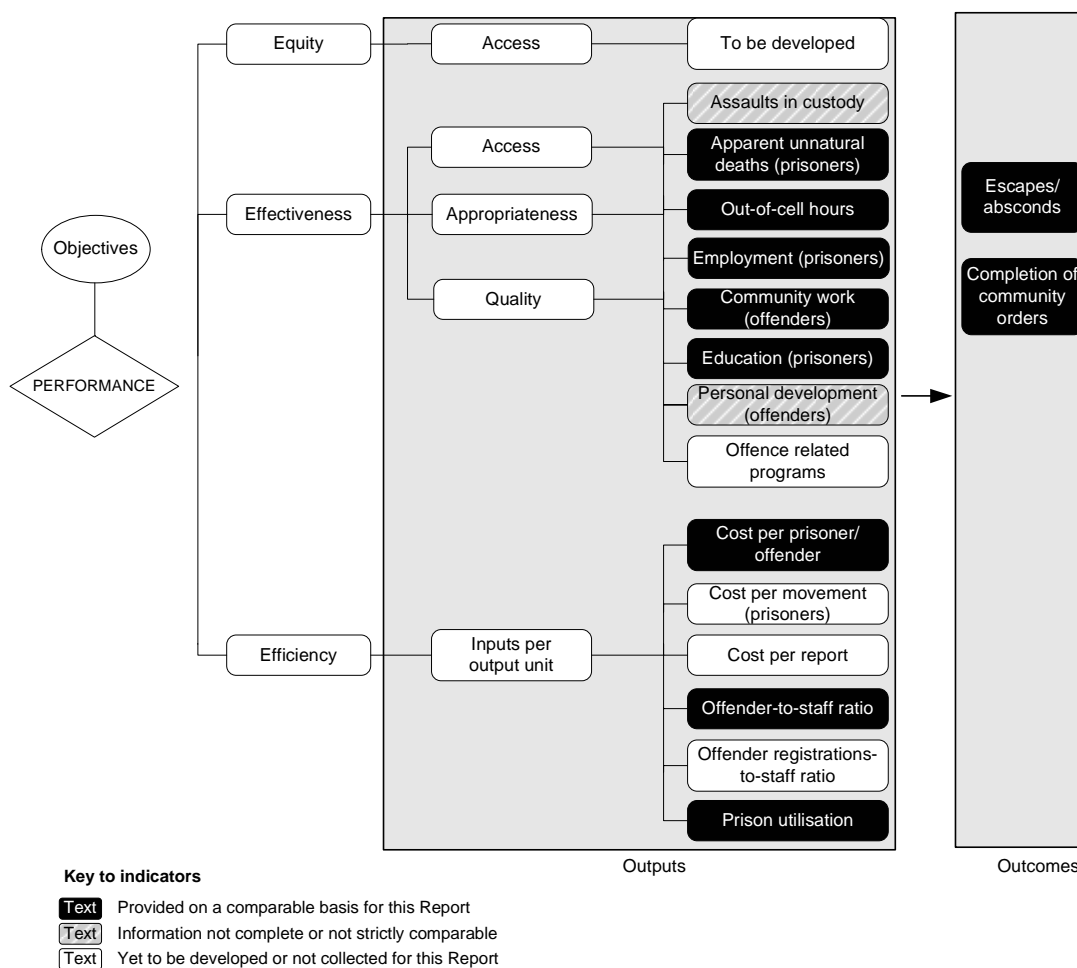 Equity
Access
To be developed
Assaults in custody
Access
Apparent unnatural
deaths (prisoners)
Escapes/
absconds
Effectiveness
Appropriateness
Out-of-cell hours
Objectives
Employment (prisoners)
Completion of
community
orders
Quality
Community work
(offenders)
Education (prisoners)
PERFORMANCE
Personal development
(offenders)
Offence related
programs
Cost per prisoner/
offender
Cost per movement
(prisoners)
Efficiency
Inputs per
output unit
Cost per report
Offender-to-staff ratio
Offender registrations-
to-staff ratio
Prison utilisation
Outputs
Outcomes
Key to indicators
Text Provided on a comparable basis for this Report
Text Information not complete or not strictly comparable
Text Yet to be developed or not collected for this Report